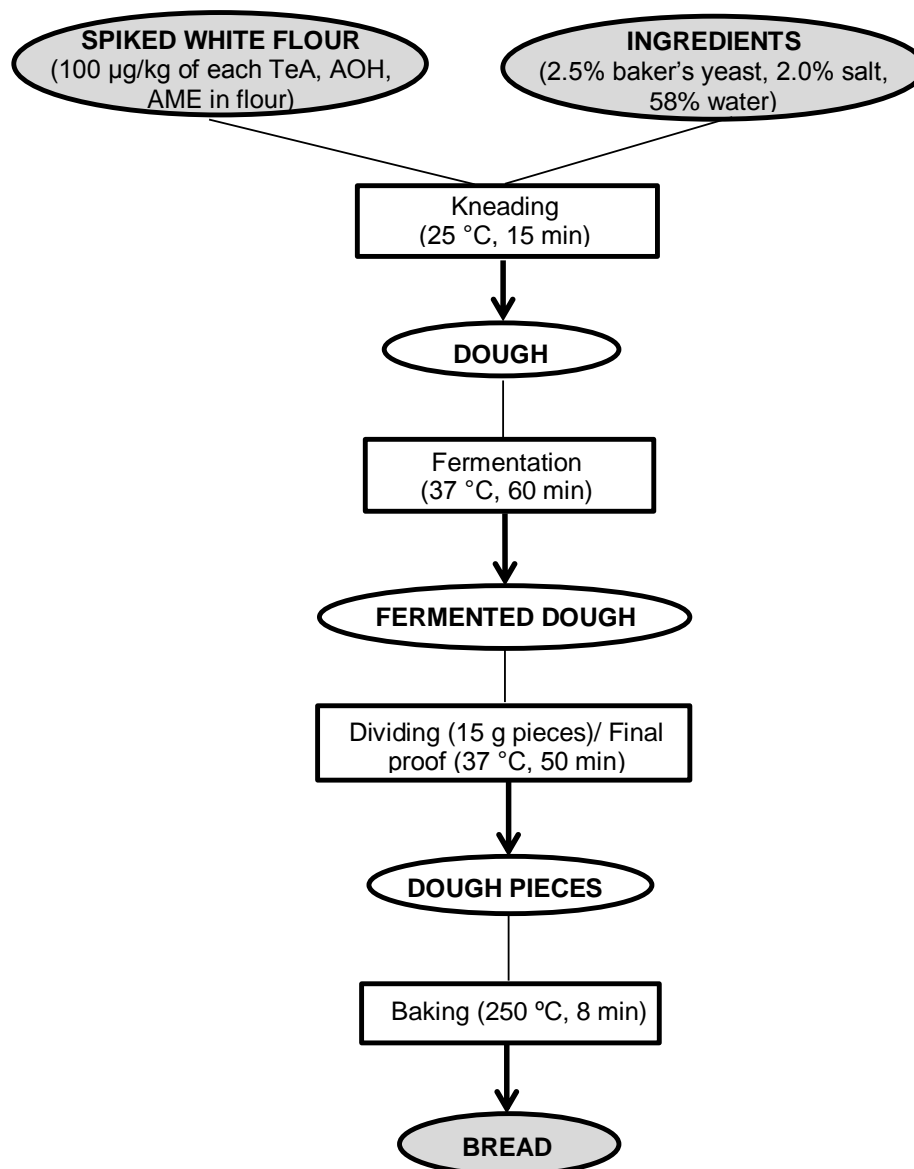 SPIKED WHITE FLOUR
(100 µg/kg of each TeA, AOH,
AME in flour)
INGREDIENTS
(2.5% baker's yeast, 2.0% salt,
58% water)
Kneading
(25 °C, 15 min)
DOUGH
Fermentation
(37 °C, 60 min)
FERMENTED DOUGH
Dividing (15 g pieces)/ Final
proof (37 °C, 50 min)
DOUGH PIECES
Baking (250 ºC, 8 min)
BREAD